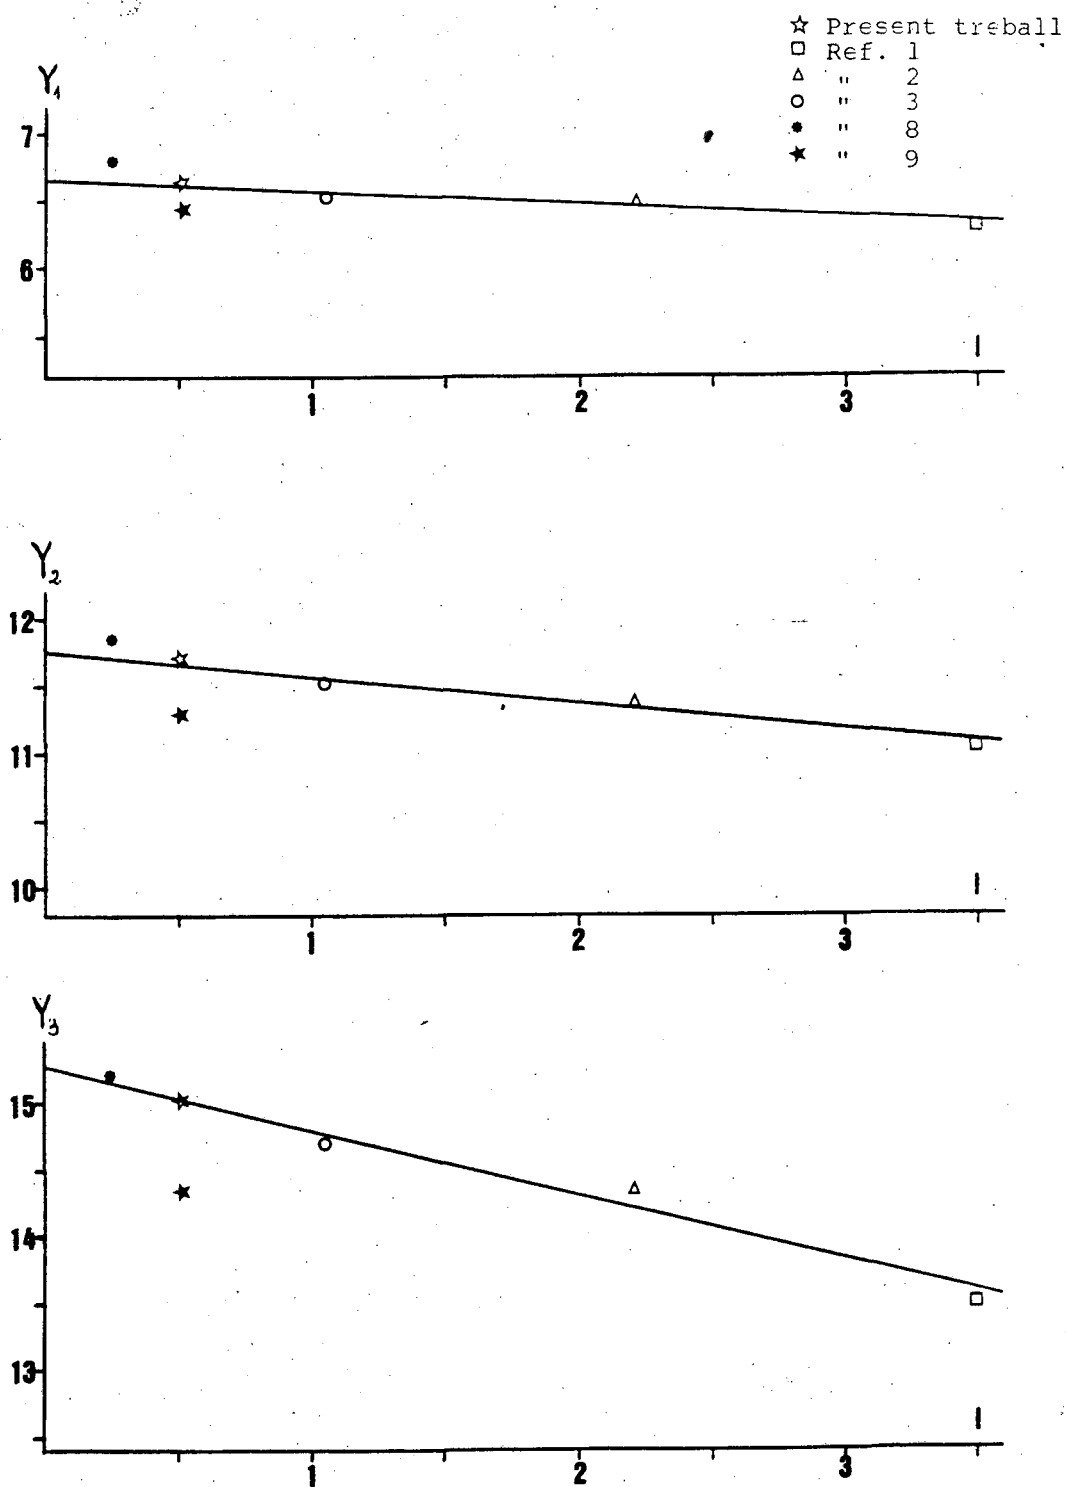 ☆ Present treball
□ Ref. 1
△ " 2
○ " 3
● " 8
★ " 9
Y₁
7
6
I
1 2 3
Y₂
12
11
10
I
1 2 3
Y₃
15
14
13
I
1 2 3